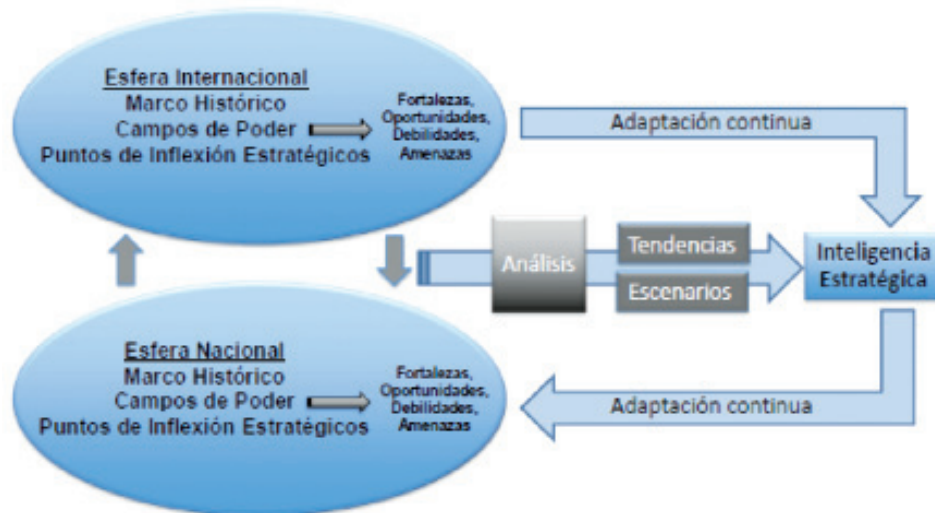 Esfera Internacional
Marco Histórico
Campos de Poder
Puntos de Inflexión Estratégicos
Fortalezas,
Oportunidades,
Debilidades,
Amenazas
Adaptación continua
Análisis
Tendencias
Escenarios
Inteligencia
Estratégica
Esfera Nacional
Marco Histórico
Campos de Poder
Puntos de Inflexión Estratégicos
Fortalezas,
Oportunidades,
Debilidades,
Amenazas
Adaptación continua